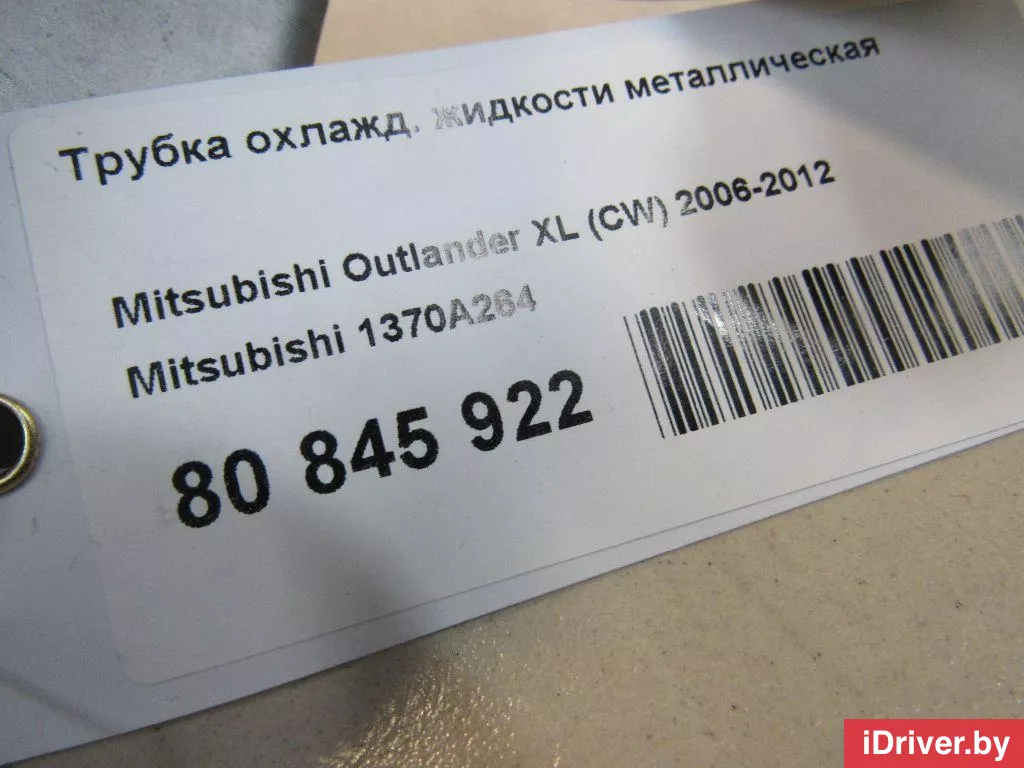 Трубка охлажд. жидкости металлическая
Mitsubishi Outlander XL (CW) 2006-2012
Mitsubishi 1370A264
80 845 922
iDriver.by